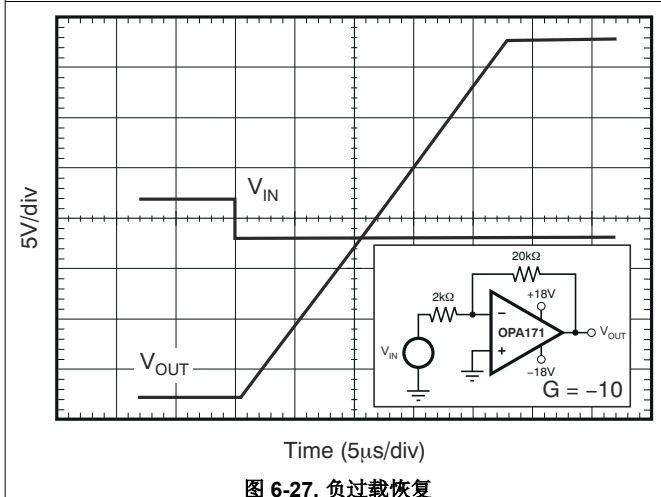 5V/div
V_IN
V_OUT
20kΩ
2kΩ
+18V
−
OPA171
+
V_OUT
V_IN
−18V
G = −10
Time (5µs/div)
图 6-27. 负过载恢复